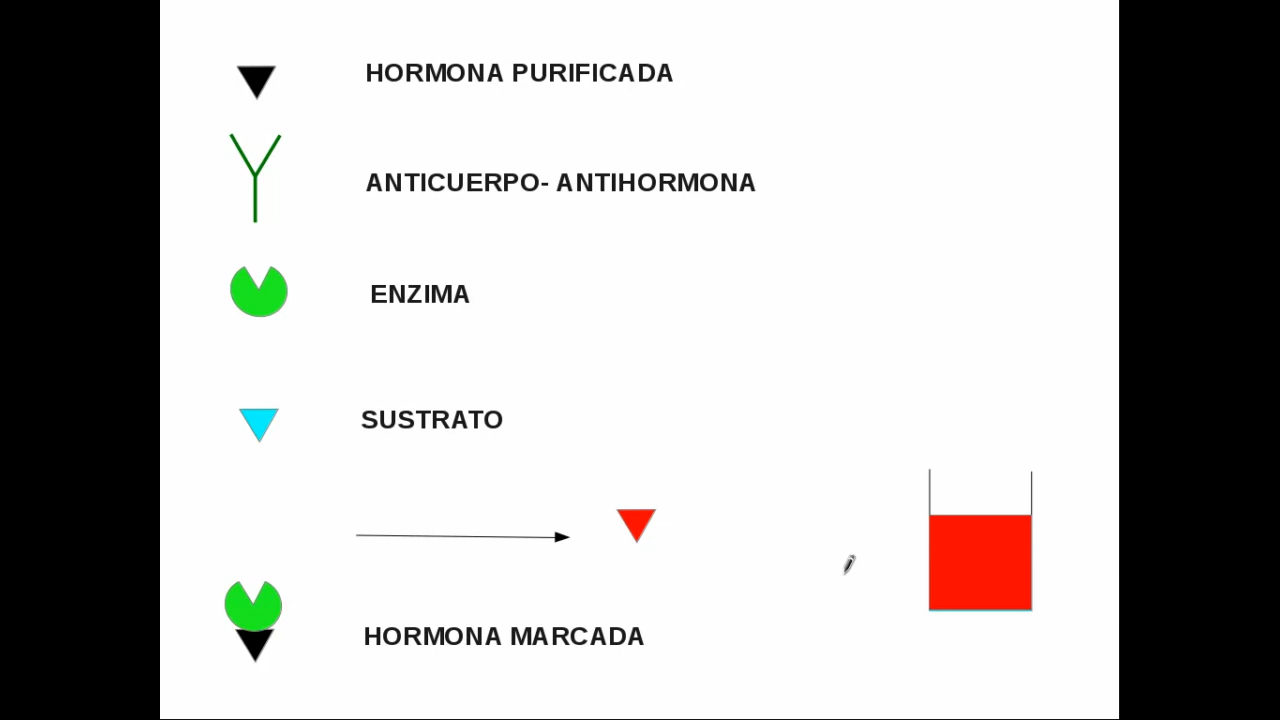 HORMONA PURIFICADA
ANTICUERPO- ANTIHORMONA
ENZIMA
SUSTRATO
HORMONA MARCADA